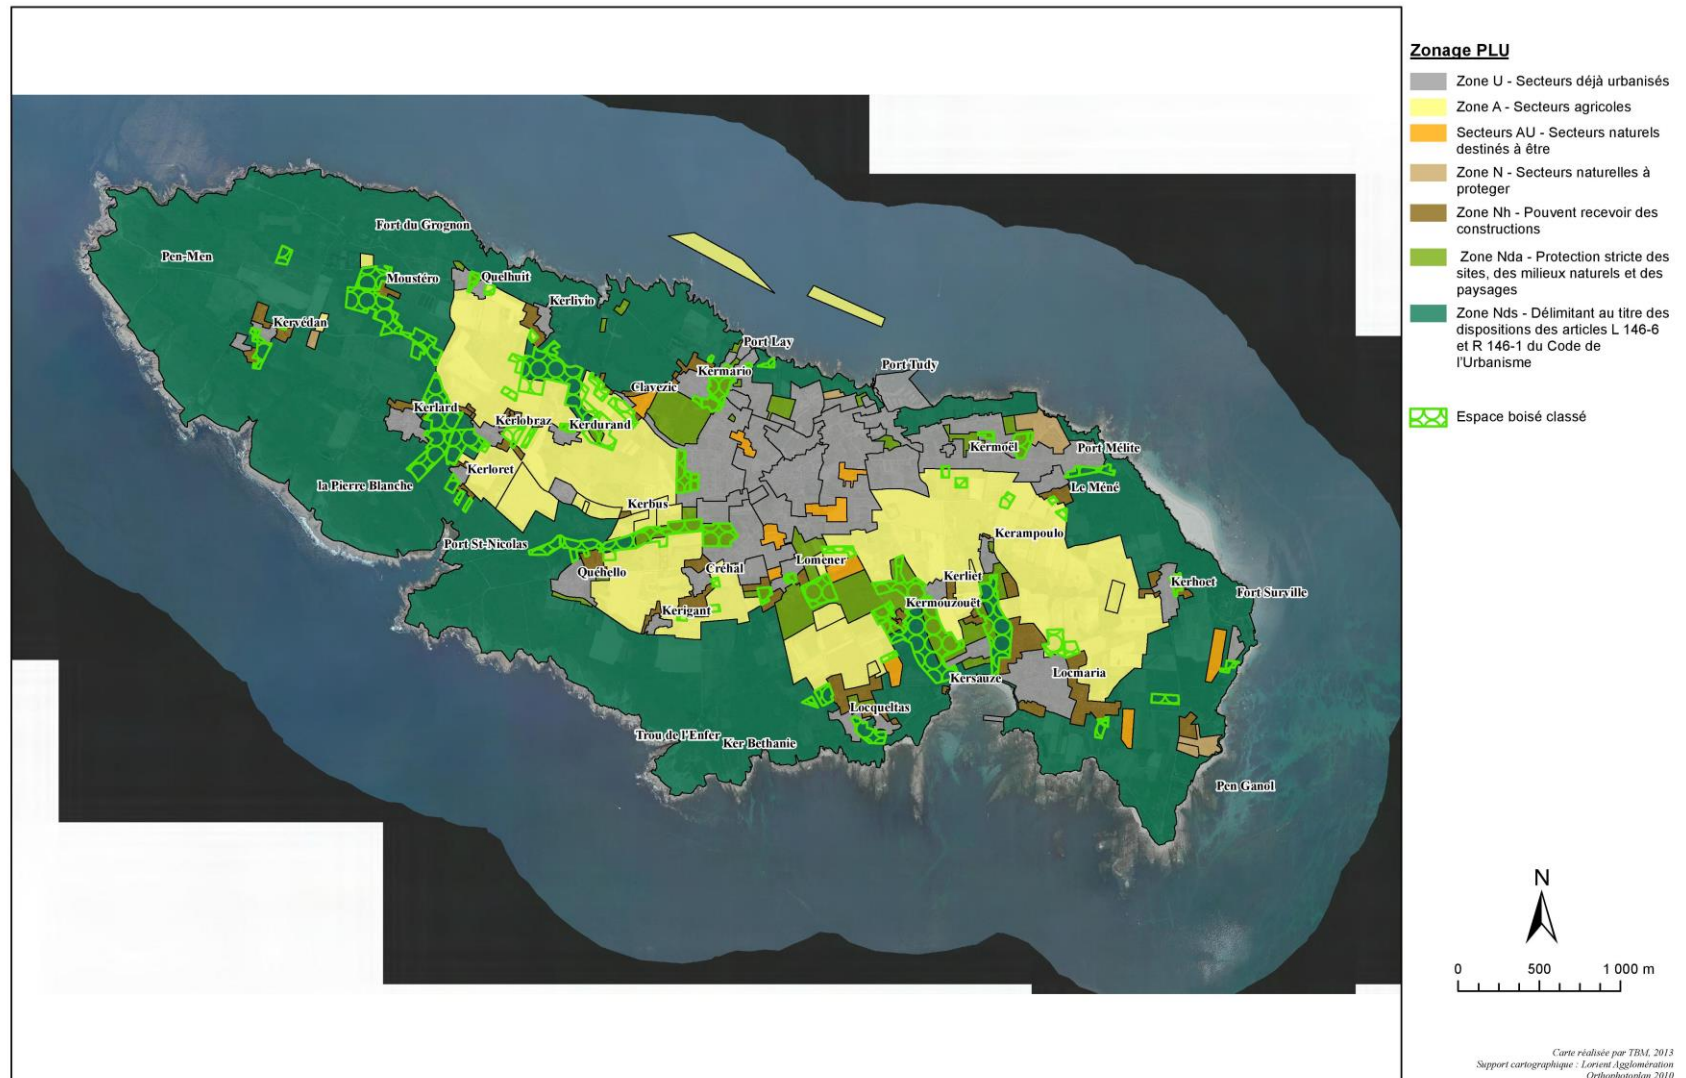 Zonage PLU
Zone U - Secteurs déjà urbanisés
Zone A - Secteurs agricoles
Secteurs AU - Secteurs naturels
destinés à être
Zone N - Secteurs naturelles à
proteger
Zone Nh - Pouvent recevoir des
constructions
Zone Nda - Protection stricte des
sites, des milieux naturels et des
paysages
Zone Nds - Délimitant au titre des
dispositions des articles L 146-6
et R 146-1 du Code de
l'Urbanisme
Espace boisé classé
Fort du Grognon
Pen-Men
Moustéro
Quelhuit
Kerlivio
Kervédan
Port Lay
Port Tudy
Kermario
Clavezic
Kerlard
Kerlobraz
Kerdurand
Kermoël
Port Mélite
Kerloret
la Pierre Blanche
Le Méné
Kerbus
Kerampoulo
Port St-Nicolas
Lomener
Quéhello
Créhal
Kerliet
Kerhoet
Fort Surville
Kermouzouët
Kerigant
Locmaria
Kersauze
Locqueltas
Trou de l'Enfer
Ker Bethanie
Pen Ganol
N
0 500 1 000 m
Carte réalisée par TBM, 2013
Support cartographique : Lorient Agglomération
Orthophotoplan 2010